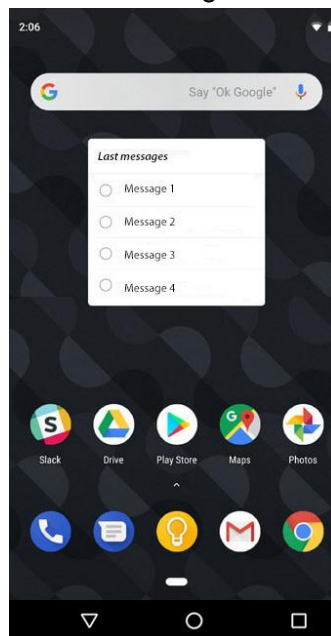 2:06
G Say "Ok Google"
Last messages
Message 1
Message 2
Message 3
Message 4
Slack Drive Play Store Maps Photos